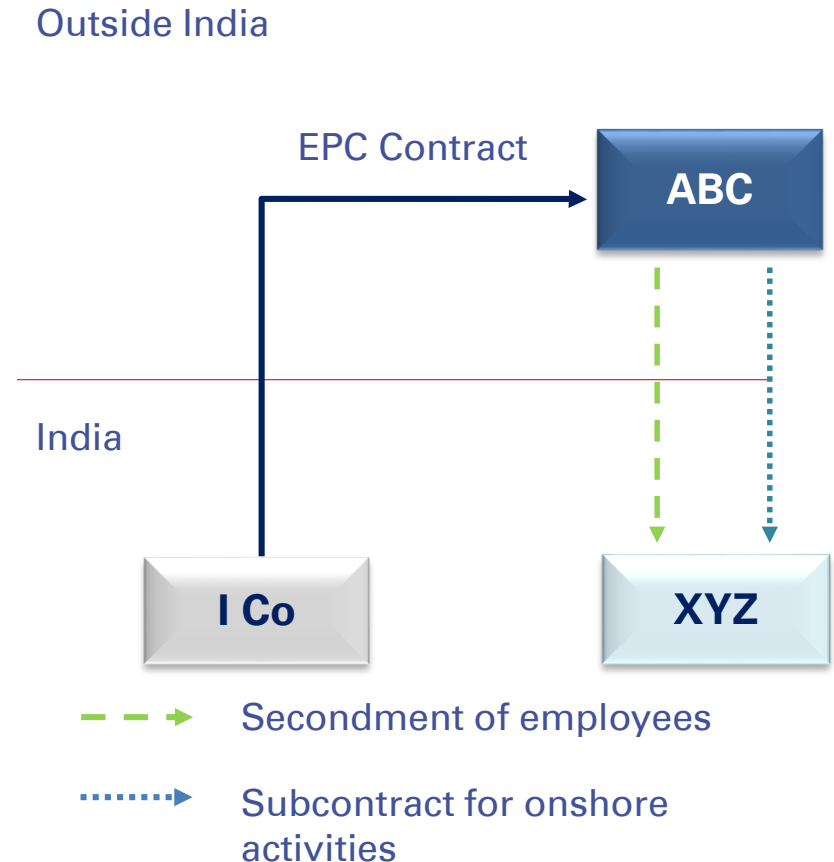 Outside India
EPC Contract
ABC
India
I Co
XYZ
Secondment of employees
Subcontract for onshore
activities